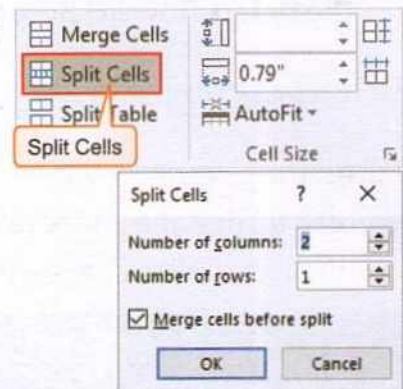 Merge Cells
Split Cells
0.79"
Split Table
AutoFit
Split Cells
Cell Size
Split Cells ? ×
Number of columns: 2
Number of rows: 1
Merge cells before split
OK Cancel